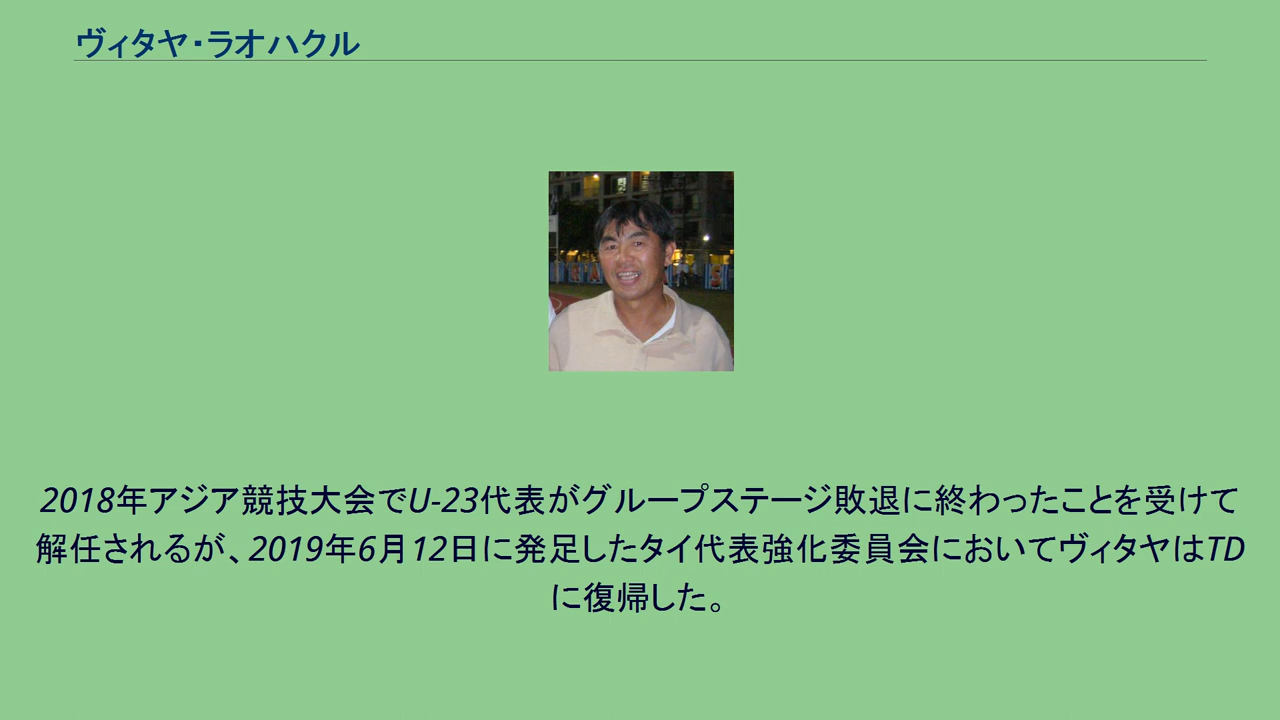 ヴィタヤ・ラオハクル
2018年アジア競技大会でU-23代表がグループステージ敗退に終わったことを受けて
解任されるが、2019年6月12日に発足したタイ代表強化委員会においてヴィタヤはTD
に復帰した。